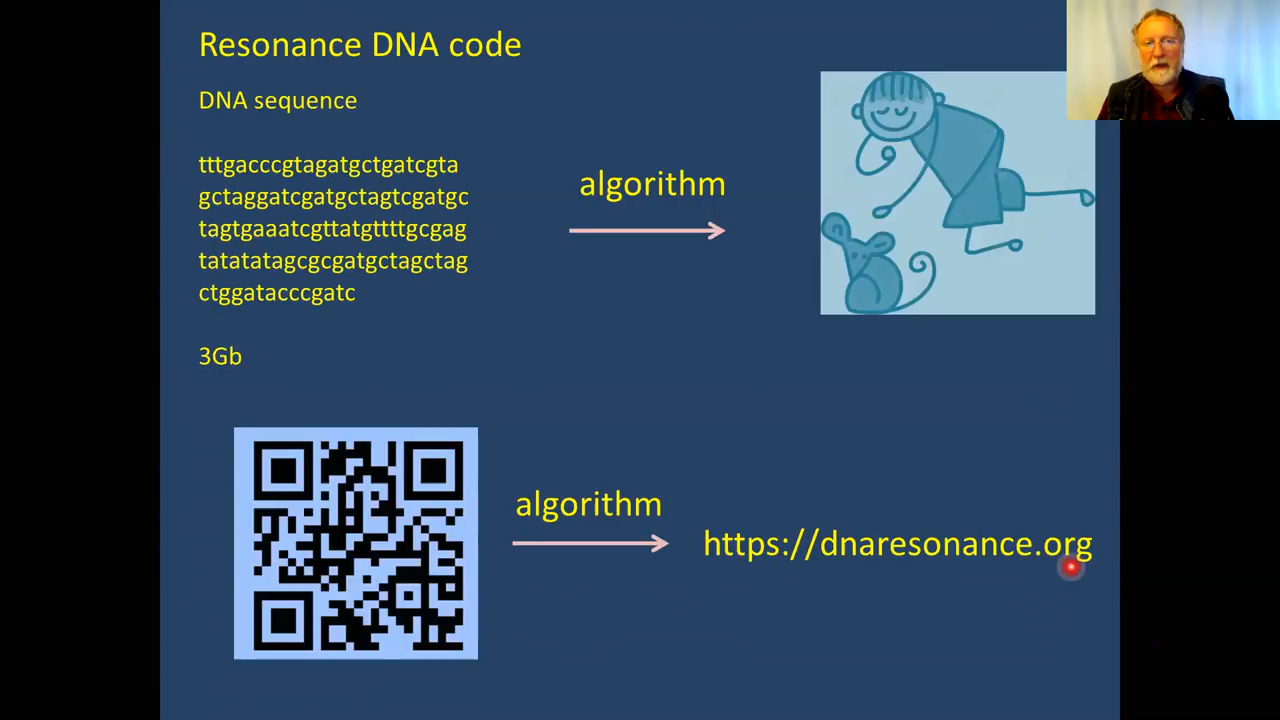 Resonance DNA code
DNA sequence
tttgacccgtagatgctgatcgta
gctaggatcgatgctagtcgatgc
tagtgaaatcgttatgttttgcgag
tatatatagcgcgatgctagctag
ctggatacccgatc
algorithm
3Gb
algorithm
https://dnaresonance.org